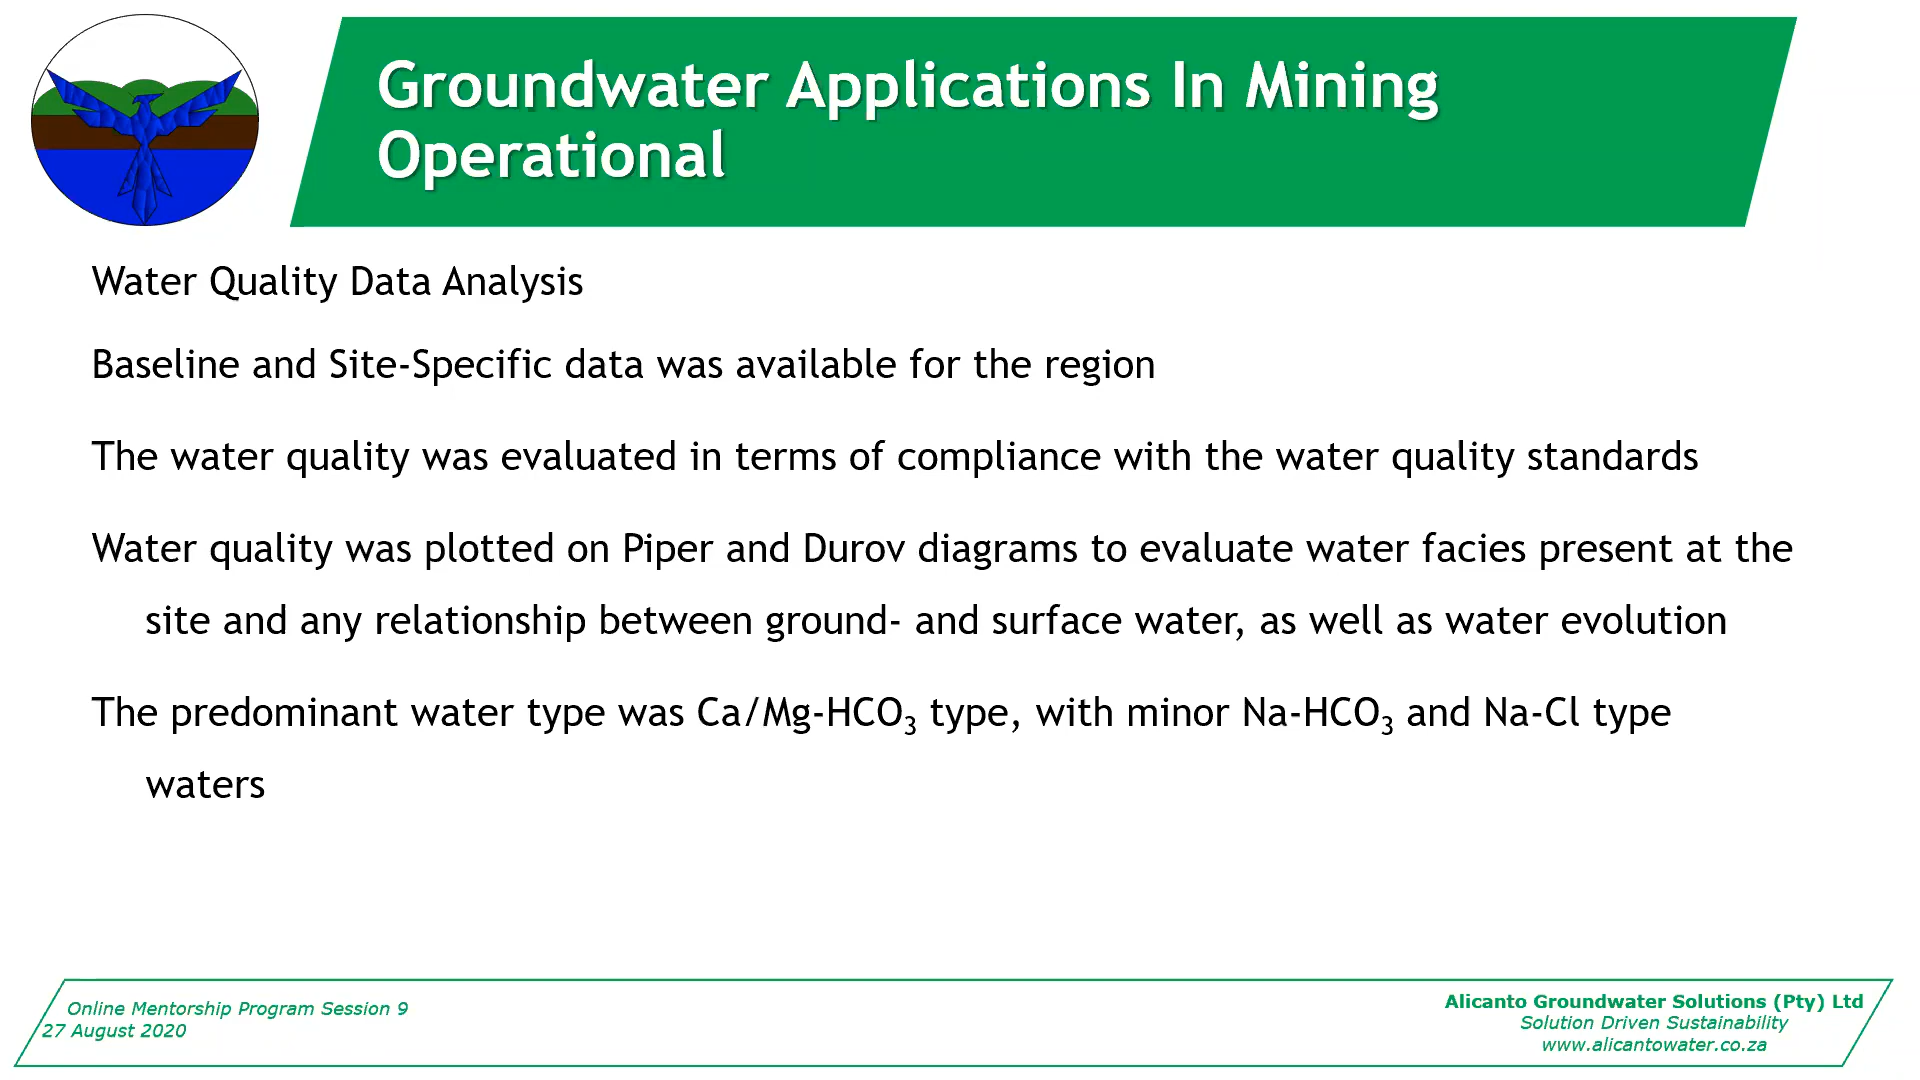 Groundwater Applications In Mining
Operational
Water Quality Data Analysis
Baseline and Site-Specific data was available for the region
The water quality was evaluated in terms of compliance with the water quality standards
Water quality was plotted on Piper and Durov diagrams to evaluate water facies present at the
site and any relationship between ground- and surface water, as well as water evolution
The predominant water type was Ca/Mg-HCO₃ type, with minor Na-HCO₃ and Na-Cl type
waters
Online Mentorship Program Session 9
27 August 2020
Alicanto Groundwater Solutions (Pty) Ltd
Solution Driven Sustainability
www.alicantowater.co.za